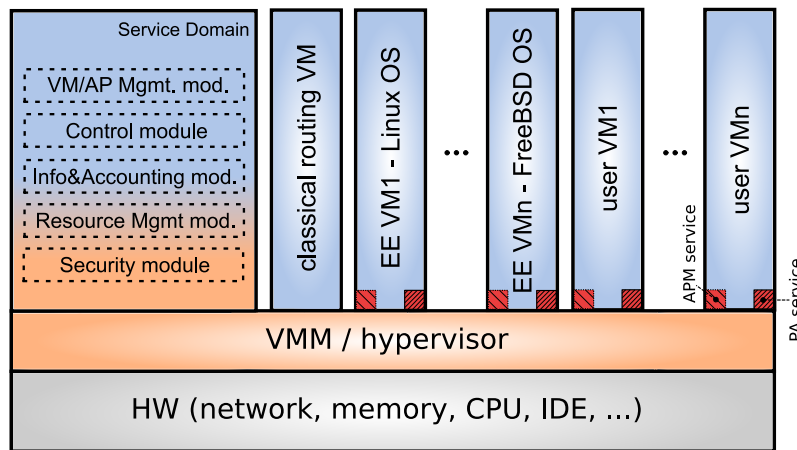 Service Domain
VM/AP Mgmt. mod.
Control module
Info&Accounting mod.
Resource Mgmt mod.
Security module
classical routing VM
EE VM1 - Linux OS
...
EE VMn - FreeBSD OS
user VM1
...
user VMn
APM service
PA service
VMM / hypervisor
HW (network, memory, CPU, IDE, ...)